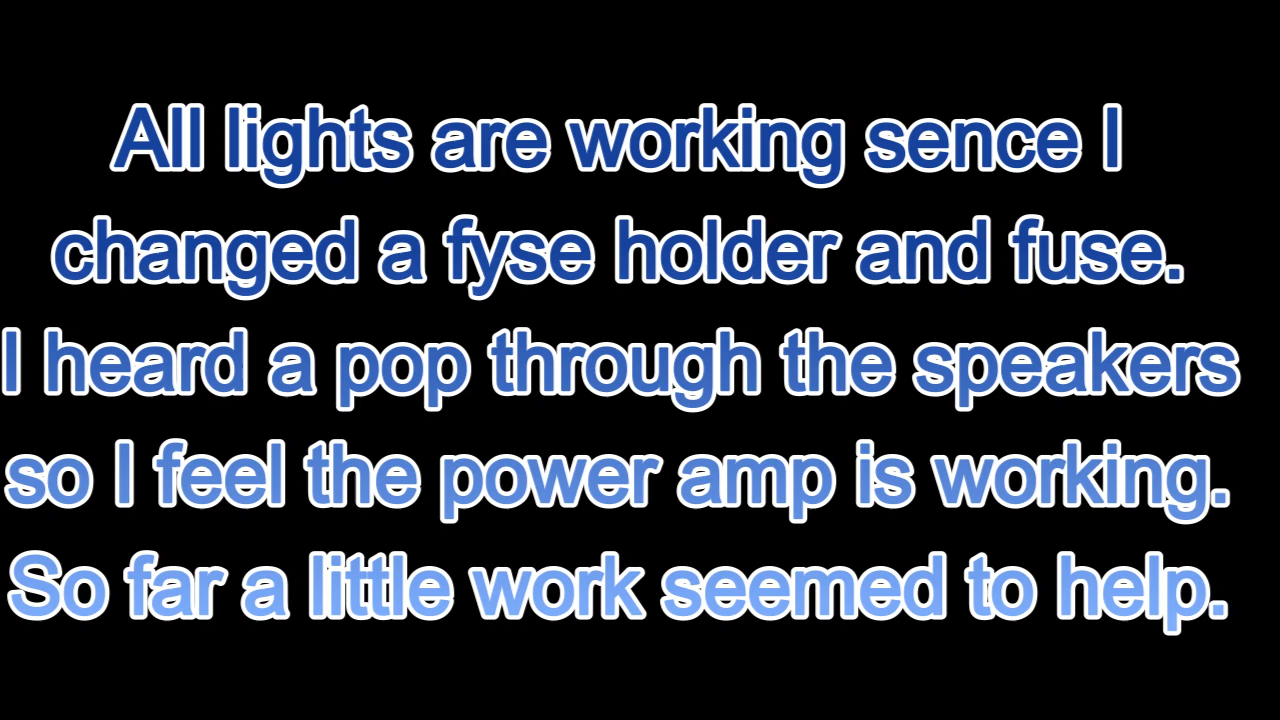 All lights are working sence I
changed a fyse holder and fuse.
I heard a pop through the speakers
so I feel the power amp is working.
So far a little work seemed to help.